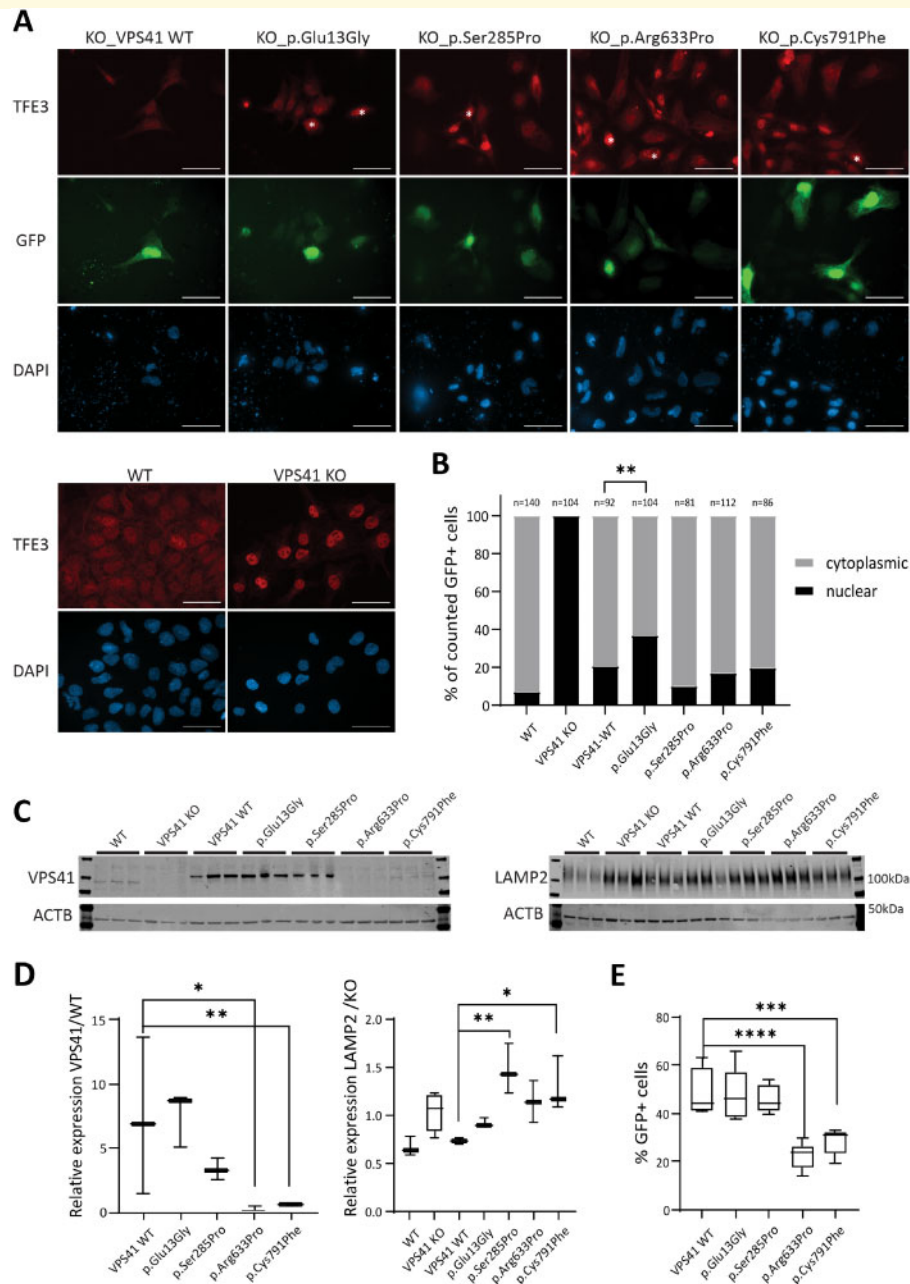 A
KO_VPS41 WT KO_p.Glu13Gly KO_p.Ser285Pro KO_p.Arg633Pro KO_p.Cys791Phe
TFE3
* * * * * *
GFP
DAPI
WT VPS41 KO
TFE3
DAPI
B
**
n=140 n=104 n=92 n=104 n=81 n=112 n=86
% of counted GFP+ cells
100
80
60
40
20
0
cytoplasmic
nuclear
WT VPS41 KO VPS41-WT p.Glu13Gly p.Ser285Pro p.Arg633Pro p.Cys791Phe
C
WT VPS41 KO VPS41 WT p.Glu13Gly p.Ser285Pro p.Arg633Pro p.Cys791Phe
VPS41
ACTB
WT VPS41 KO VPS41 WT p.Glu13Gly p.Ser285Pro p.Arg633Pro p.Cys791Phe
LAMP2
100kDa
ACTB
50kDa
D
Relative expression VPS41/WT
15
10
5
0
*
**
VPS41 WT p.Glu13Gly p.Ser285Pro p.Arg633Pro p.Cys791Phe
Relative expression LAMP2 /KO
2.0
1.5
1.0
0.5
0.0
*
**
WT VPS41 KO VPS41 WT p.Glu13Gly p.Ser285Pro p.Arg633Pro p.Cys791Phe
E
% GFP+ cells
80
60
40
20
0
***
****
VPS41 WT p.Glu13Gly p.Ser285Pro p.Arg633Pro p.Cys791Phe